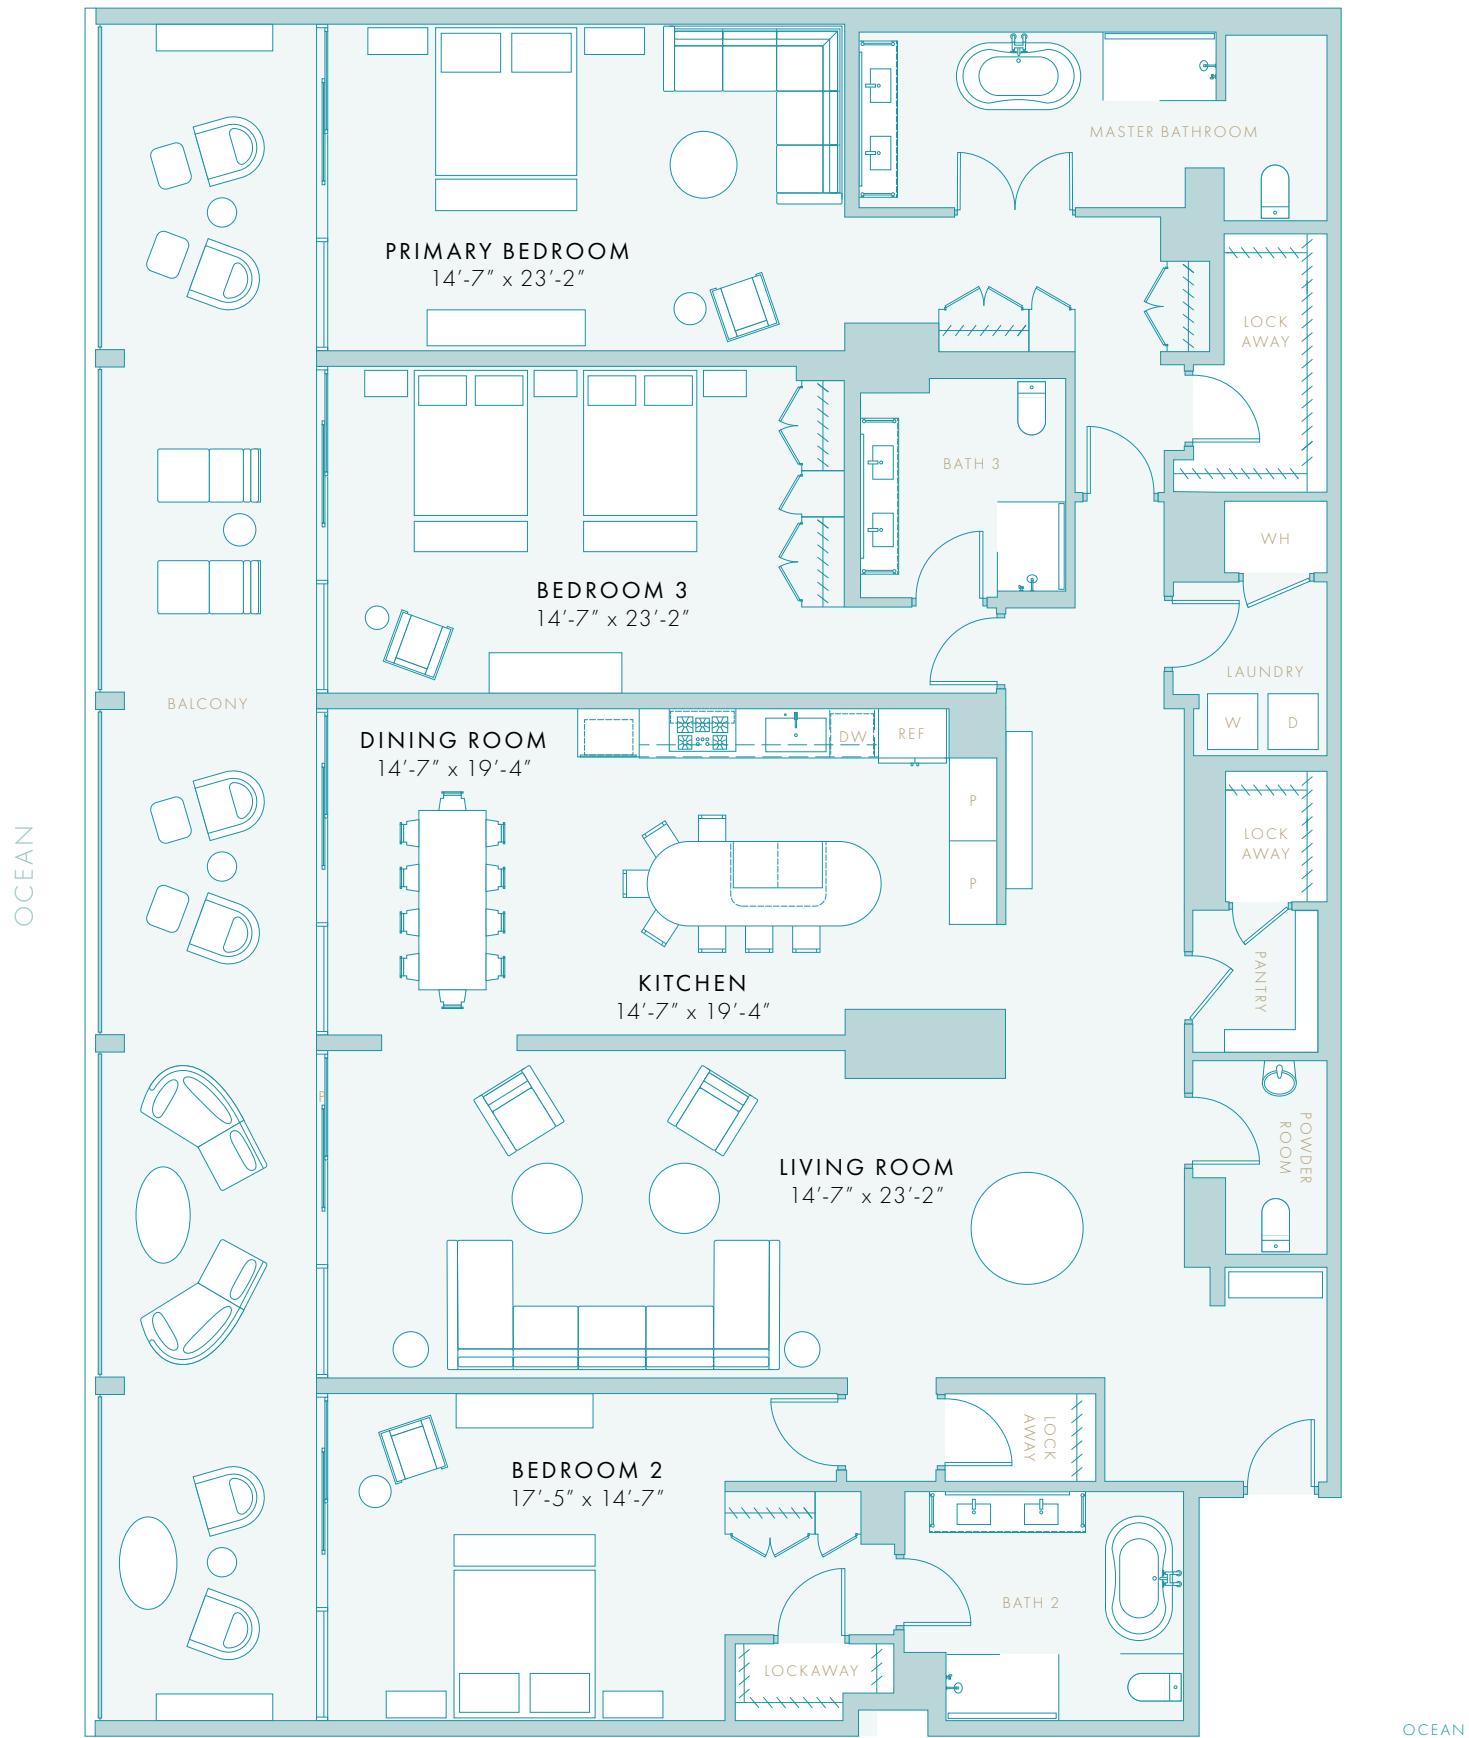 MASTER BATHROOM
PRIMARY BEDROOM
14'-7" x 23'-2"
LOCK
AWAY
BATH 3
WH
BEDROOM 3
14'-7" x 23'-2"
LAUNDRY
W
D
BALCONY
DINING ROOM
14'-7" x 19'-4"
DW
REF
P
P
LOCK
AWAY
OCEAN
KITCHEN
14'-7" x 19'-4"
PANTRY
P
POWDER
ROOM
LIVING ROOM
14'-7" x 23'-2"
LOCK
AWAY
BEDROOM 2
17'-5" x 14'-7"
BATH 2
LOCKAWAY
OCEAN